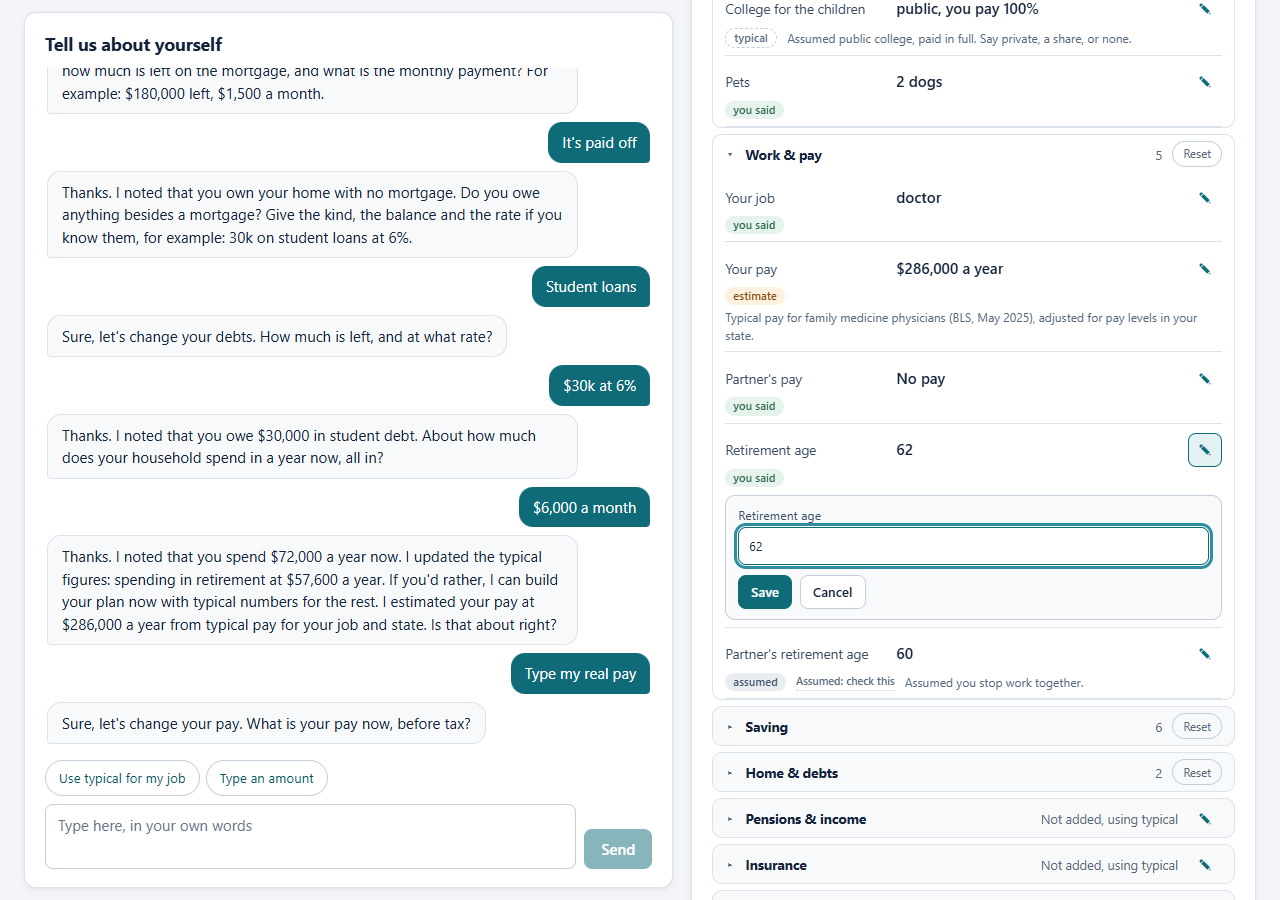 Tell us about yourself
how much is left on the mortgage, and what is the monthly payment? For
example: $180,000 left, $1,500 a month.
It's paid off
Thanks. I noted that you own your home with no mortgage. Do you owe
anything besides a mortgage? Give the kind, the balance and the rate if you
know them, for example: 30k on student loans at 6%.
Student loans
Sure, let's change your debts. How much is left, and at what rate?
$30k at 6%
Thanks. I noted that you owe $30,000 in student debt. About how much
does your household spend in a year now, all in?
$6,000 a month
Thanks. I noted that you spend $72,000 a year now. I updated the typical
figures: spending in retirement at $57,600 a year. If you'd rather, I can build
your plan now with typical numbers for the rest. I estimated your pay at
$286,000 a year from typical pay for your job and state. Is that about right?
Type my real pay
Sure, let's change your pay. What is your pay now, before tax?
Use typical for my job
Type an amount
Type here, in your own words
Send
College for the children
public, you pay 100%
typical
Assumed public college, paid in full. Say private, a share, or none.
Pets
2 dogs
you said
Work & pay
5
Reset
Your job
doctor
you said
Your pay
$286,000 a year
estimate
Typical pay for family medicine physicians (BLS, May 2025), adjusted for pay levels in your
state.
Partner's pay
No pay
you said
Retirement age
62
you said
Retirement age
62
Save
Cancel
Partner's retirement age
60
assumed
Assumed: check this
Assumed you stop work together.
Saving
6
Reset
Home & debts
2
Reset
Pensions & income
Not added, using typical
Insurance
Not added, using typical